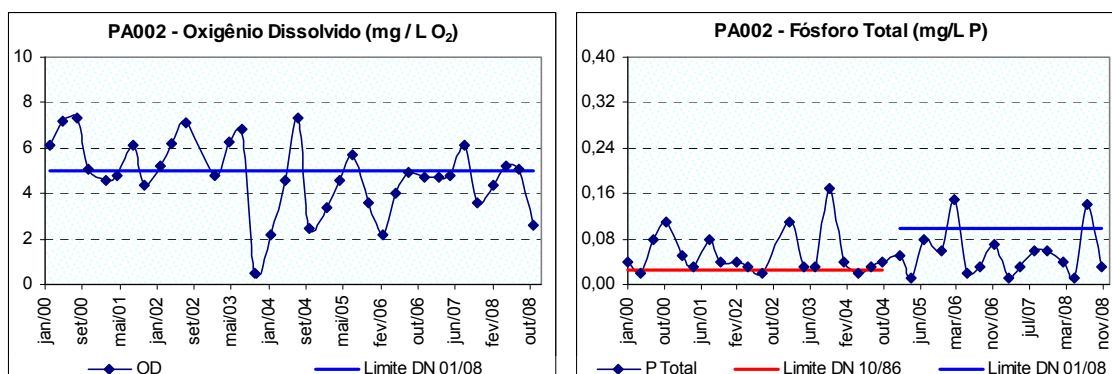 PA002 - Oxigênio Dissolvido (mg / L O₂)
10
8
6
4
2
0
jan/00
set/00
mai/01
jan/02
set/02
mai/03
jan/04
set/04
mai/05
fev/06
out/06
jun/07
fev/08
out/08
OD
Limite DN 01/08
PA002 - Fósforo Total (mg/L P)
0,40
0,32
0,24
0,16
0,08
0,00
jan/00
out/00
jun/01
fev/02
out/02
jun/03
fev/04
out/04
jun/05
mar/06
nov/06
jul/07
mar/08
nov/08
P Total
Limite DN 10/86
Limite DN 01/08